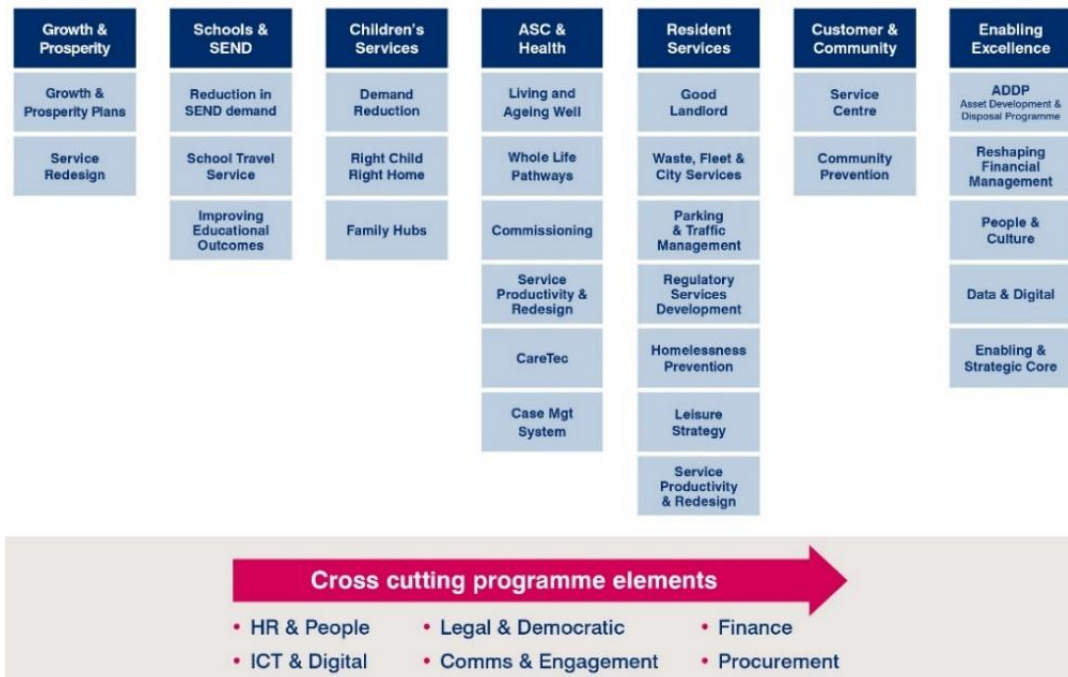 Growth &
Prosperity
Growth &
Prosperity Plans
Service
Redesign
Schools &
SEND
Reduction in
SEND demand
School Travel
Service
Improving
Educational
Outcomes
Children's
Services
Demand
Reduction
Right Child
Right Home
Family Hubs
ASC &
Health
Living and
Ageing Well
Whole Life
Pathways
Commissioning
Service
Productivity &
Redesign
CareTec
Case Mgt
System
Resident
Services
Good
Landlord
Waste, Fleet &
City Services
Parking
& Traffic
Management
Regulatory
Services
Development
Homelessness
Prevention
Leisure
Strategy
Service
Productivity
& Redesign
Customer &
Community
Service
Centre
Community
Prevention
Enabling
Excellence
ADDP
Asset Development &
Disposal Programme
Reshaping
Financial
Management
People &
Culture
Data & Digital
Enabling &
Strategic Core
Cross cutting programme elements
• HR & People
• ICT & Digital
• Legal & Democratic
• Comms & Engagement
• Finance
• Procurement